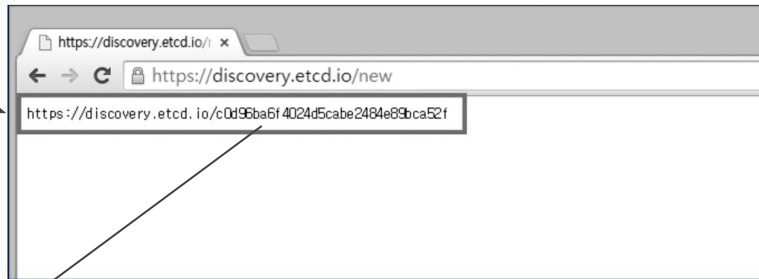 https://discovery.etcd.io/r
https://discovery.etcd.io/new
https://discovery.etcd.io/c0d96ba6f4024d5cabe2484e89bca52f